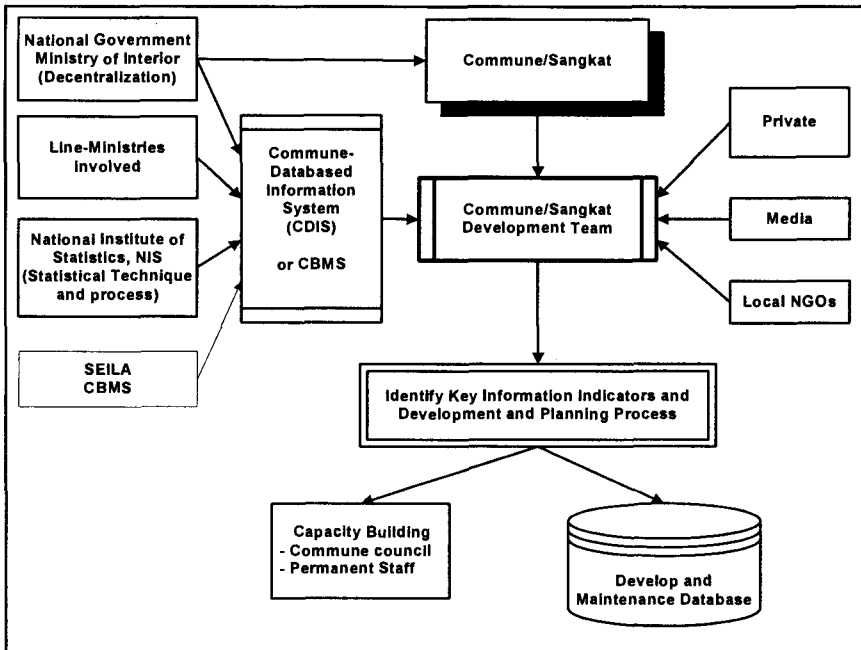 National Government
Ministry of Interior
(Decentralization)
Commune/Sangkat
Line-Ministries
involved
Commune-
Databased
Information
System
(CDIS)
or CBMS
Private
Commune/Sangkat
Development Team
Media
National Institute of
Statistics, NIS
(Statistical Technique
and process)
Local NGOs
SEILA
CBMS
Identify Key Information Indicators and
Development and Planning Process
Capacity Building
- Commune council
- Permanent Staff
Develop and
Maintenance Database